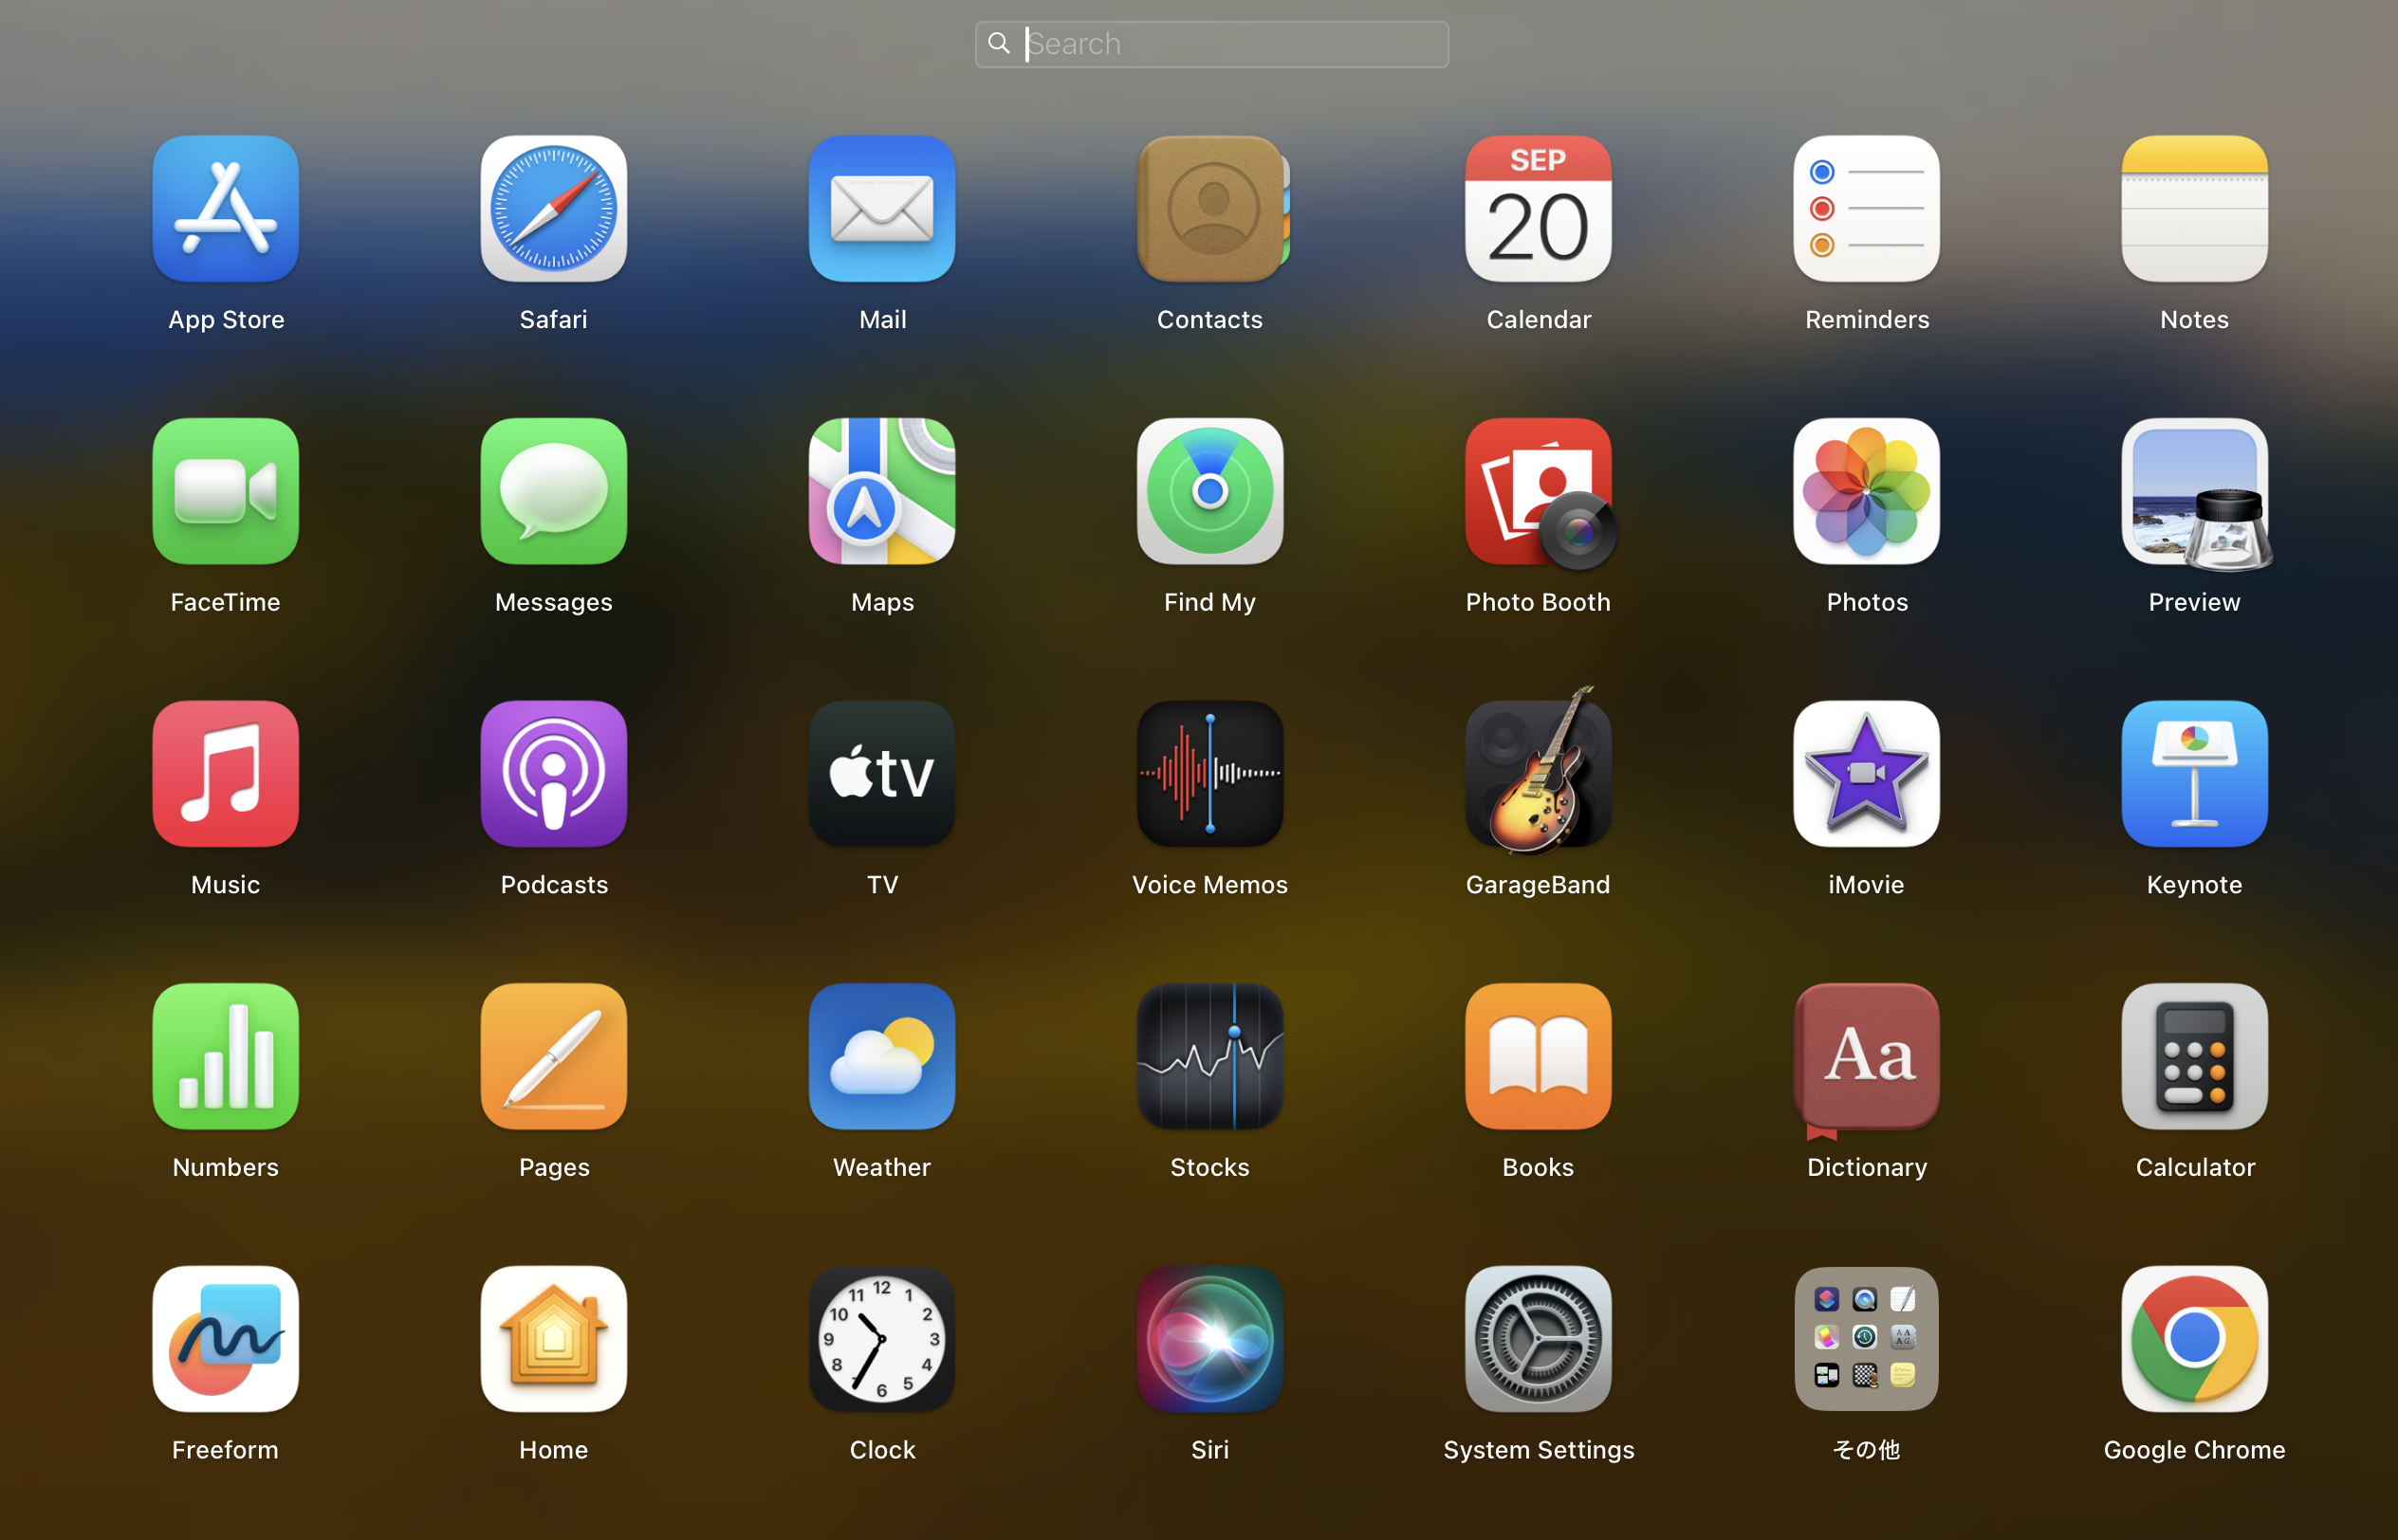 Search
SEP
20
App Store
Safari
Mail
Contacts
Calendar
Reminders
Notes
FaceTime
Messages
Maps
Find My
Photo Booth
Photos
Preview
tv
Music
Podcasts
TV
Voice Memos
GarageBand
iMovie
Keynote
Aa
Numbers
Pages
Weather
Stocks
Books
Dictionary
Calculator
12
11 1
10 2
9 3
8 4
5
6
Freeform
Home
Clock
Siri
System Settings
その他
Google Chrome